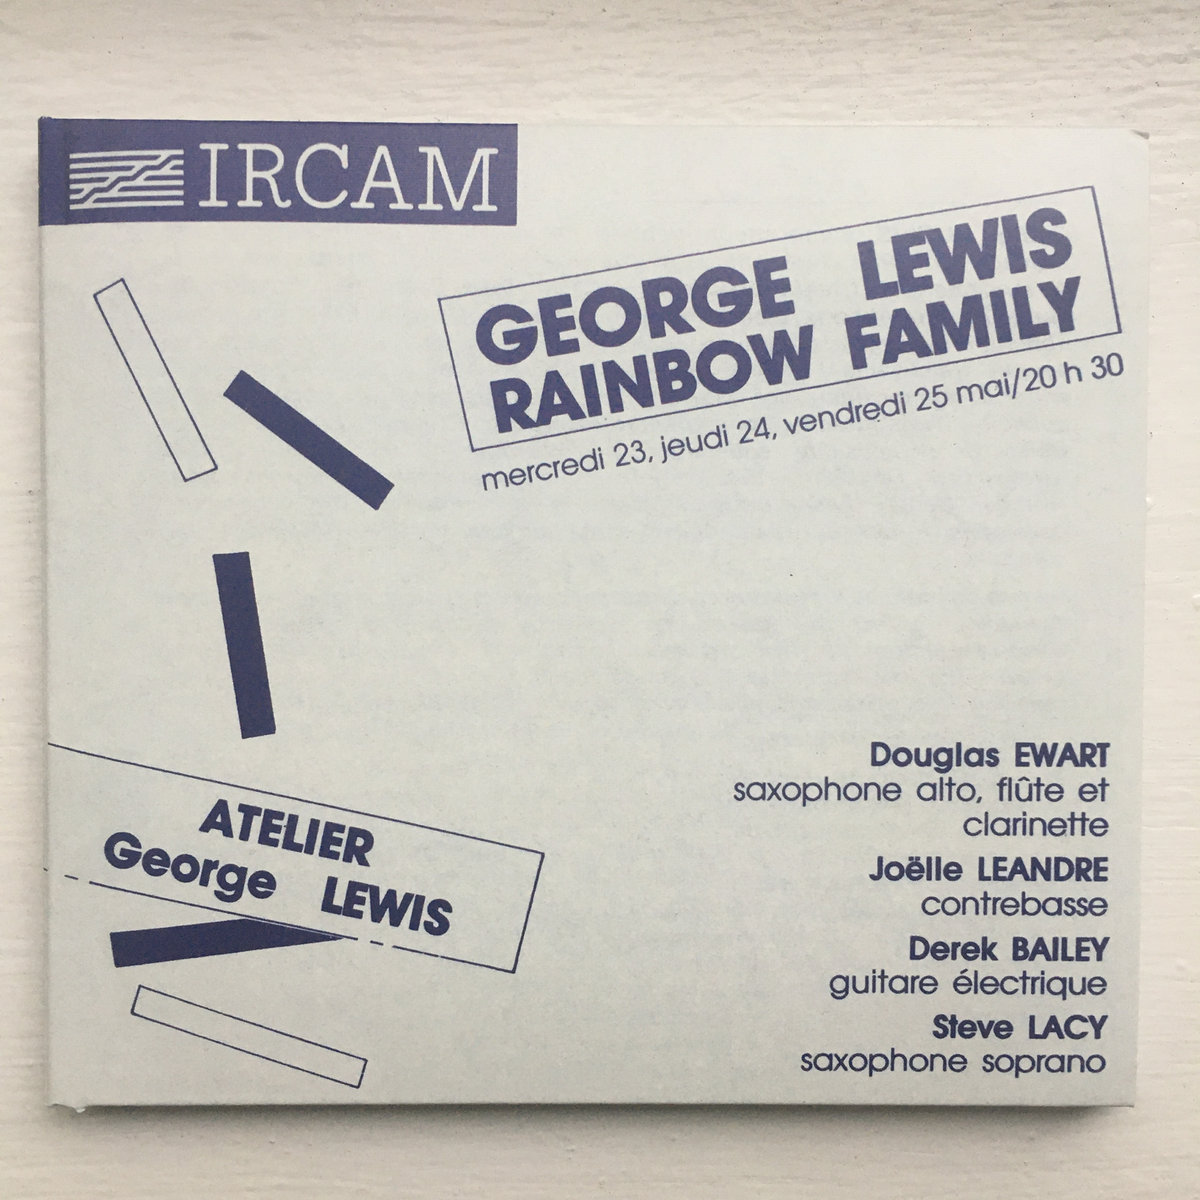 IRCAM
GEORGE LEWIS
RAINBOW FAMILY
mercredi 23, jeudi 24, vendredi 25 mai/20 h 30
ATELIER
George LEWIS
Douglas EWART
saxophone alto, flûte et
clarinette
Joëlle LEANDRE
contrebasse
Derek BAILEY
guitare électrique
Steve LACY
saxophone soprano